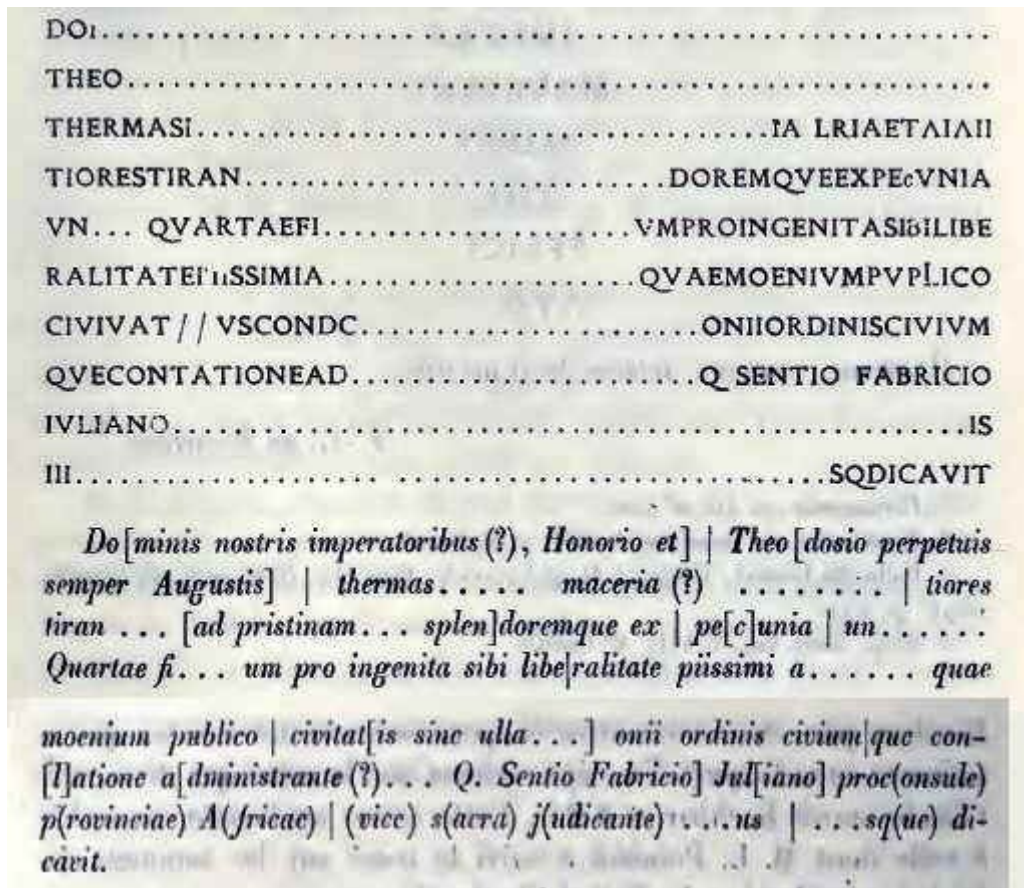 DOI..........................................................
THEO..........................................................
THERMASI...................................IA LRIAETAIAII
TIORESTIRAN..........................DOREMQVEEXPEcVNIA
VN... QVARTAEFI...................VMPROINGENITASIbILIBE
RALITATEI'IISSIMIA...................QVAEMOENIVMPVPLICO
CIVIVAT // VSCONDC.....................ONIIORDINISCIVIVM
QVECONTATIONEAD.....................Q SENTIO FABRICIO
IVLIANO.................................................IS
III.................. ..........................SQDICAVIT
Do[minis nostris imperatoribus (?), Honorio et] | Theo[dosio perpetuis
semper Augustis] | thermas..... maceria (?) ........ | tiores
tiran ... [ad pristinam... splen]doremque ex | pe[c]unia | un......
Quartae fi... um pro ingenita sibi libe|ralitate piissimi a...... quae
moenium publico | civitat[is sine ulla...] onii ordinis civium|que con-
[l]atione a[dministrante (?)... Q. Sentio Fabricio] Jul[iano] proc(onsule)
p(rovinciae) A(fricae) | (vice) s(acra) j(udicante) ....us | ...sq(ue) di-
cavit.